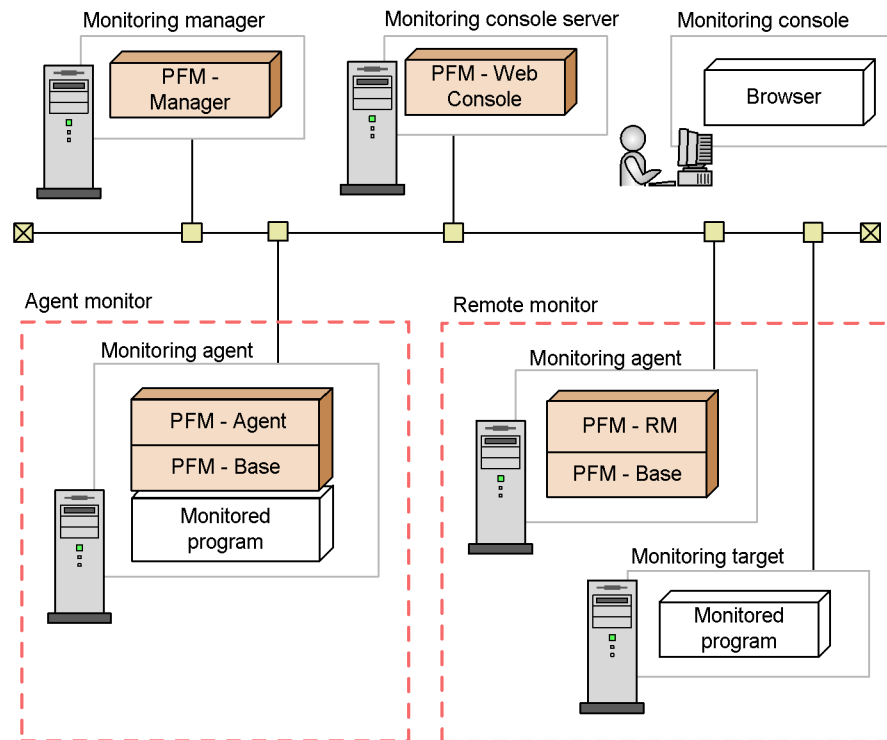 Monitoring manager
PFM -
Manager
Monitoring console server
PFM - Web
Console
Monitoring console
Browser
Agent monitor
Monitoring agent
PFM - Agent
PFM - Base
Monitored
program
Remote monitor
Monitoring agent
PFM - RM
PFM - Base
Monitoring target
Monitored
program